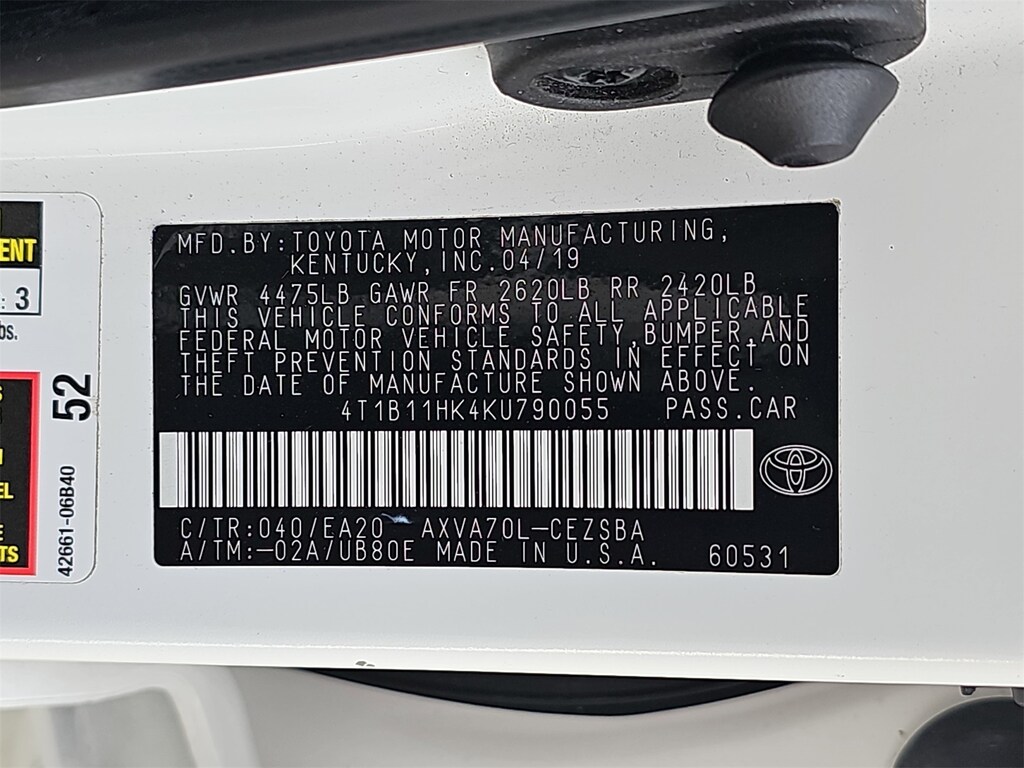 MFD.BY:TOYOTA MOTOR MANUFACTURING,
KENTUCKY,INC.04/19
GVWR 4475LB GAWR FR 2620LB RR 2420LB
THIS VEHICLE CONFORMS TO ALL APPLICABLE
FEDERAL MOTOR VEHICLE SAFETY,BUMPER,AND
THEFT PREVENTION STANDARDS IN EFFECT ON
THE DATE OF MANUFACTURE SHOWN ABOVE.
4T1B11HK4KU790055 PASS.CAR
C/TR:040/EA20 AXVA70L-CEZSBA
A/TM:-02A/UB80E MADE IN U.S.A. 60531
: 3
52
42661-06B40